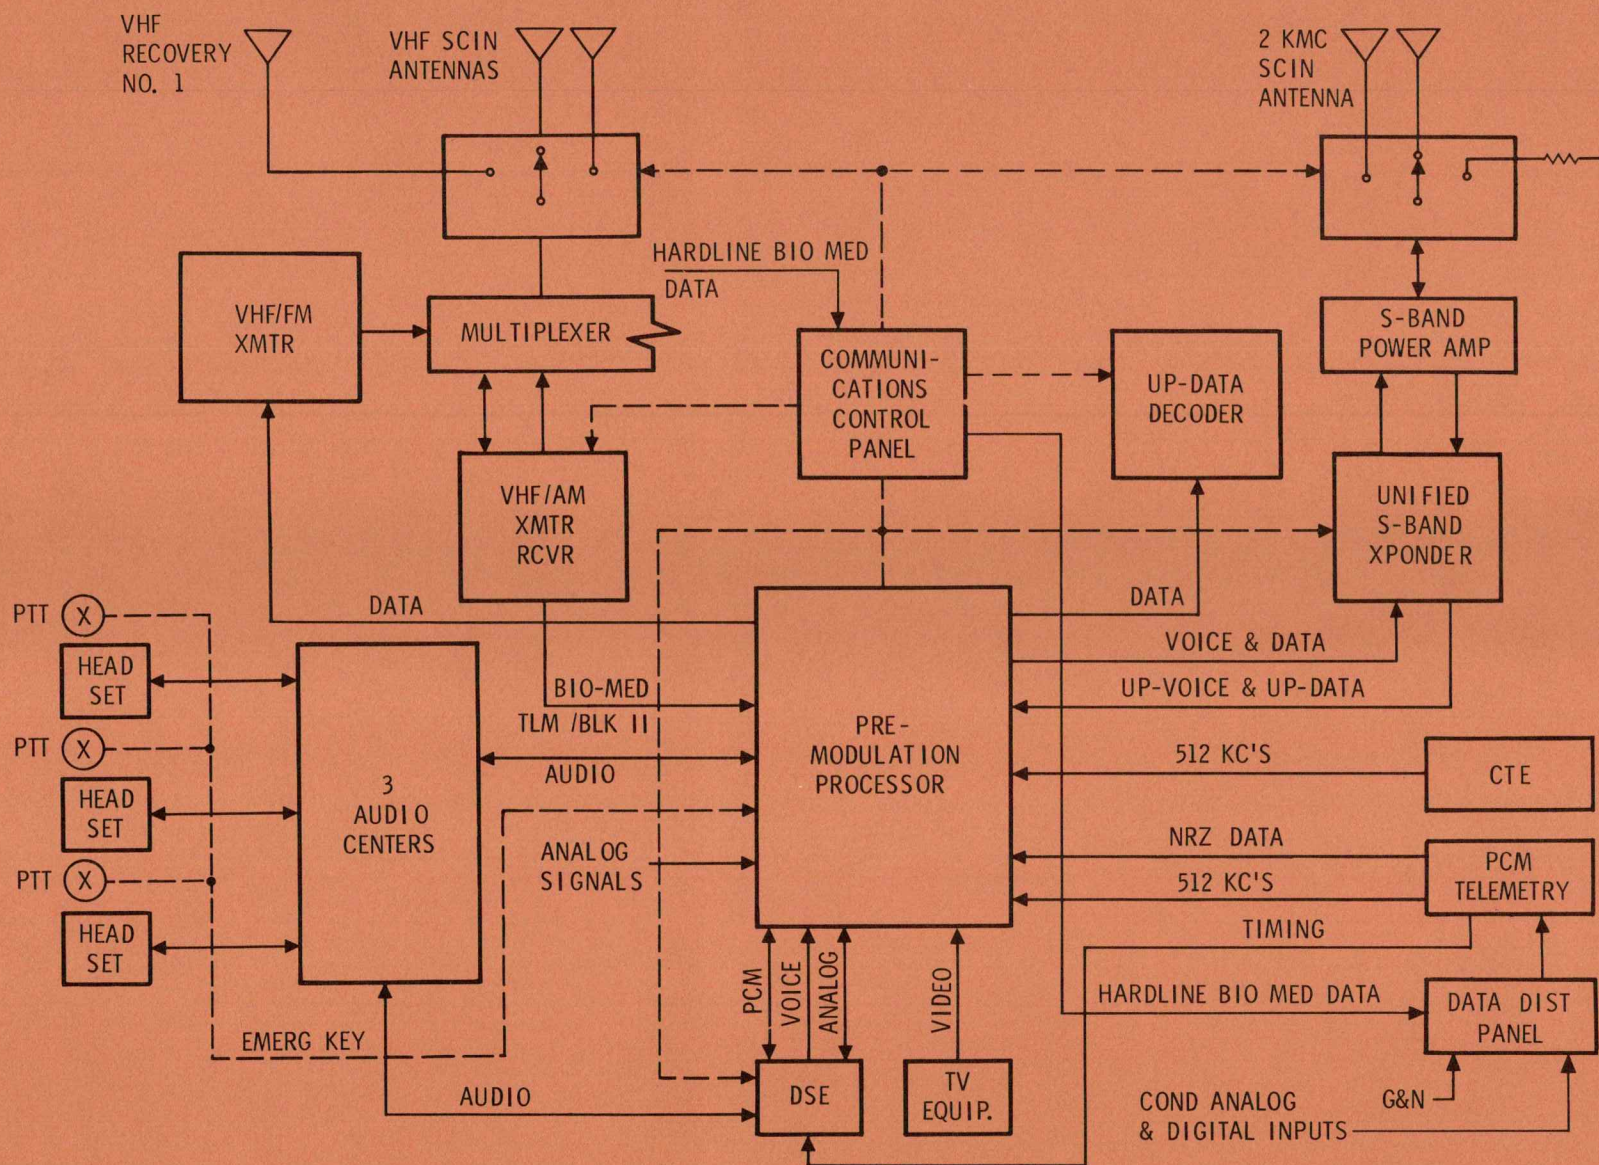 VHF
RECOVERY
NO. 1
VHF SCIN
ANTENNAS
2 KMC
SCIN
ANTENNA
HARDLINE BIO MED
DATA
VHF/FM
XMTR
MULTIPLEXER
COMMUNI-
CATIONS
CONTROL
PANEL
UP-DATA
DECODER
S-BAND
POWER AMP
VHF/AM
XMTR
RCVR
UNIFIED
S-BAND
XPONDER
PTT
X
HEAD
SET
PTT
X
HEAD
SET
PTT
X
HEAD
SET
3
AUDIO
CENTERS
DATA
BIO-MED
TLM /BLK II
AUDIO
ANALOG
SIGNALS
EMERG KEY
AUDIO
PRE-
MODULATION
PROCESSOR
DATA
VOICE & DATA
UP-VOICE & UP-DATA
512 KC'S
CTE
NRZ DATA
512 KC'S
PCM
TELEMETRY
TIMING
HARDLINE BIO MED DATA
DATA DIST
PANEL
PCM
VOICE
ANALOG
VIDEO
DSE
TV
EQUIP.
G&N
COND ANALOG
& DIGITAL INPUTS